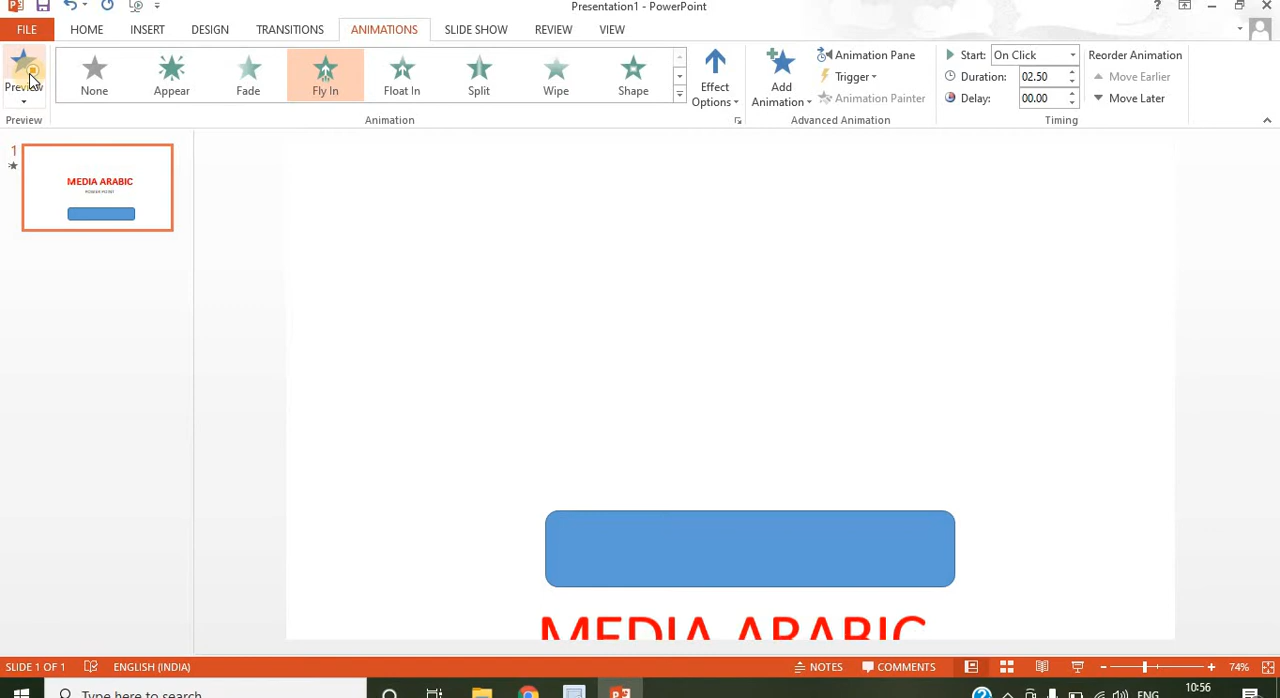 Presentation1 - PowerPoint
?
FILE HOME INSERT DESIGN TRANSITIONS ANIMATIONS SLIDE SHOW REVIEW VIEW
Preview
None Appear Fade Fly In Float In Split Wipe Shape
Effect Options
Add Animation
Animation Pane
Trigger
Animation Painter
Start: On Click
Duration: 02.50
Delay: 00.00
Reorder Animation
Move Earlier
Move Later
Preview Animation Advanced Animation Timing
1
MEDIA ARABIC
MEDIA ARABIC
SLIDE 1 OF 1 ENGLISH (INDIA) NOTES COMMENTS 74%
Type here to search
ENG
10:56